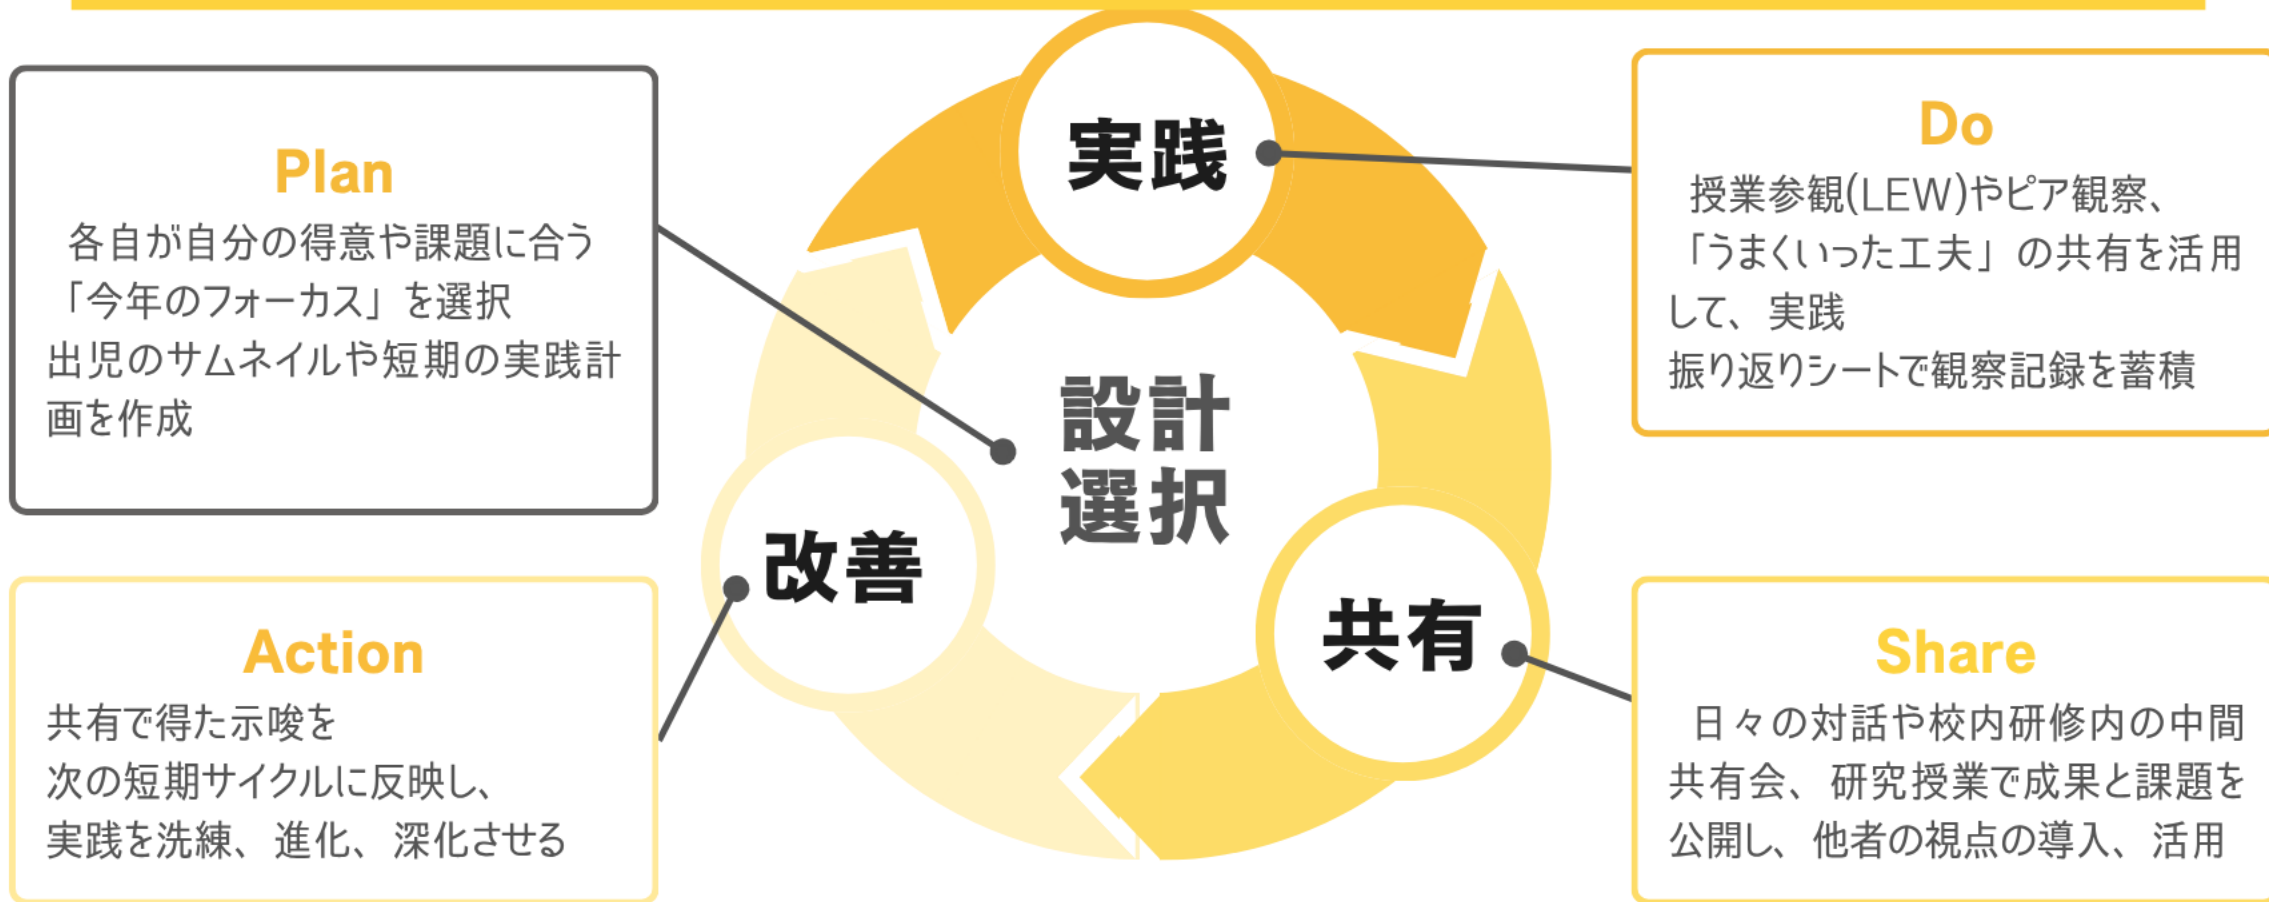 Plan
各自が自分の得意や課題に合う
「今年のフォーカス」を選択
出児のサムネイルや短期の実践計
画を作成
実践
Do
授業参観(LEW)やピア観察、
「うまくいった工夫」の共有を活用
して、実践
振り返りシートで観察記録を蓄積
設計
選択
改善
共有
Action
共有で得た示唆を
次の短期サイクルに反映し、
実践を洗練、進化、深化させる
Share
日々の対話や校内研修内の中間
共有会、研究授業で成果と課題を
公開し、他者の視点の導入、活用